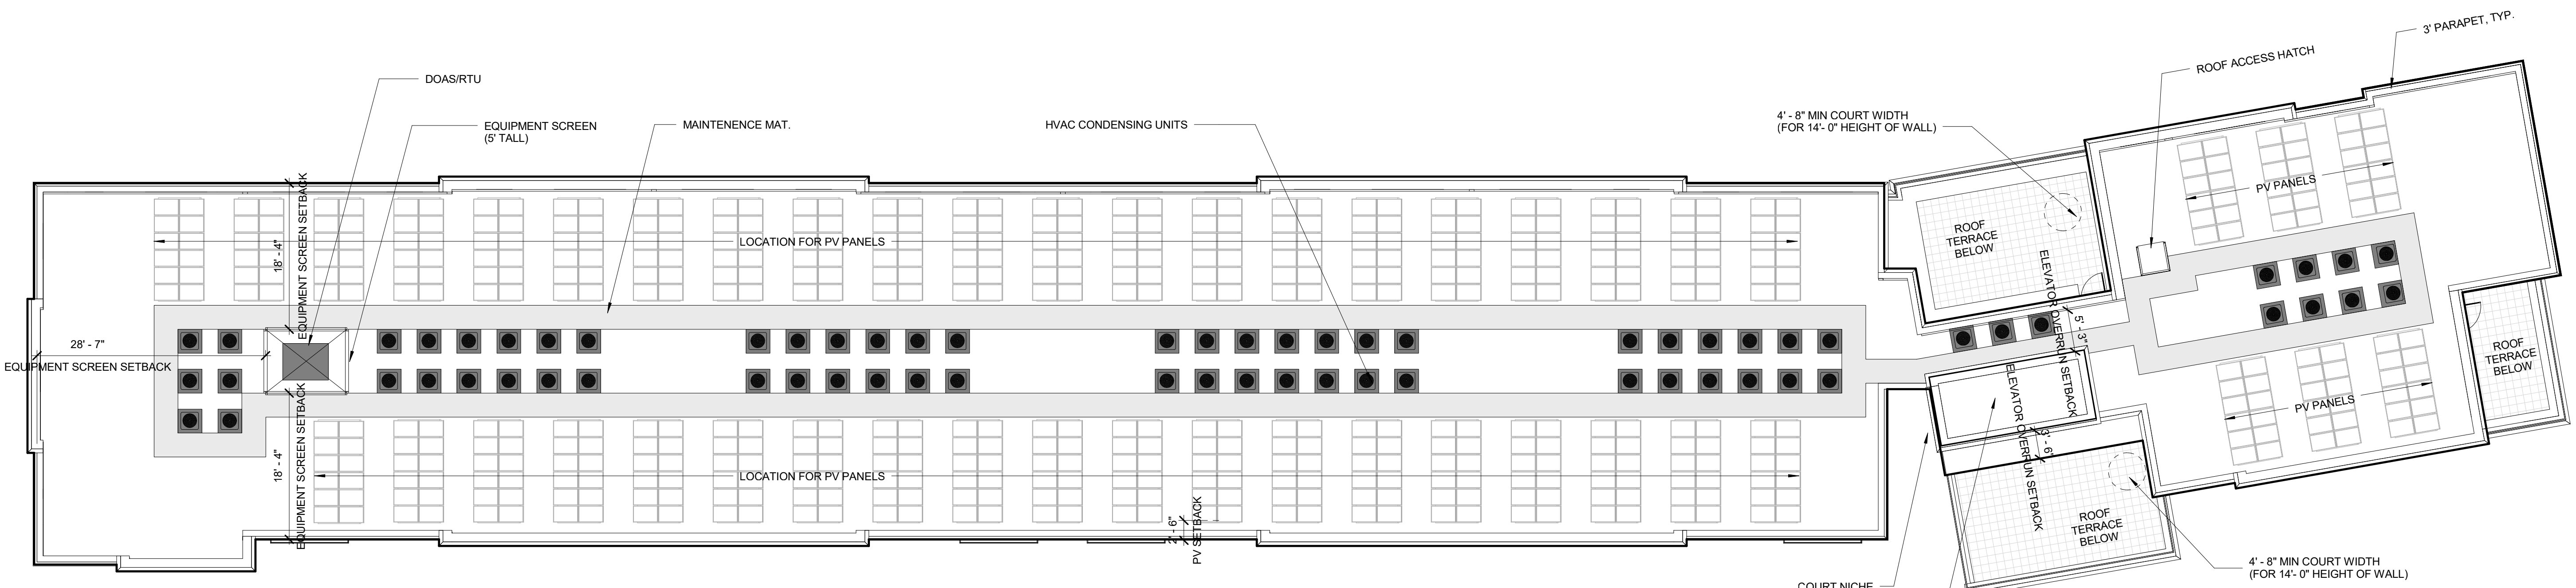 3' PARAPET, TYP.
ROOF ACCESS HATCH
DOAS/RTU
EQUIPMENT SCREEN
(5' TALL)
MAINTENENCE MAT.
HVAC CONDENSING UNITS
4' - 8" MIN COURT WIDTH
(FOR 14'- 0" HEIGHT OF WALL)
PV PANELS
18' - 4"
EQUIPMENT SCREEN SETBACK
LOCATION FOR PV PANELS
ROOF
TERRACE
BELOW
ELEVATOR OVERRUN SETBACK
5' - 3"
28' - 7"
EQUIPMENT SCREEN SETBACK
ROOF
TERRACE
BELOW
PV PANELS
18' - 4"
EQUIPMENT SCREEN SETBACK
LOCATION FOR PV PANELS
ELEVATOR OVERRUN SETBACK
3' - 6"
2' - 6"
PV SETBACK
ROOF
TERRACE
BELOW
4' - 8" MIN COURT WIDTH
(FOR 14'- 0" HEIGHT OF WALL)
COURT NICHE